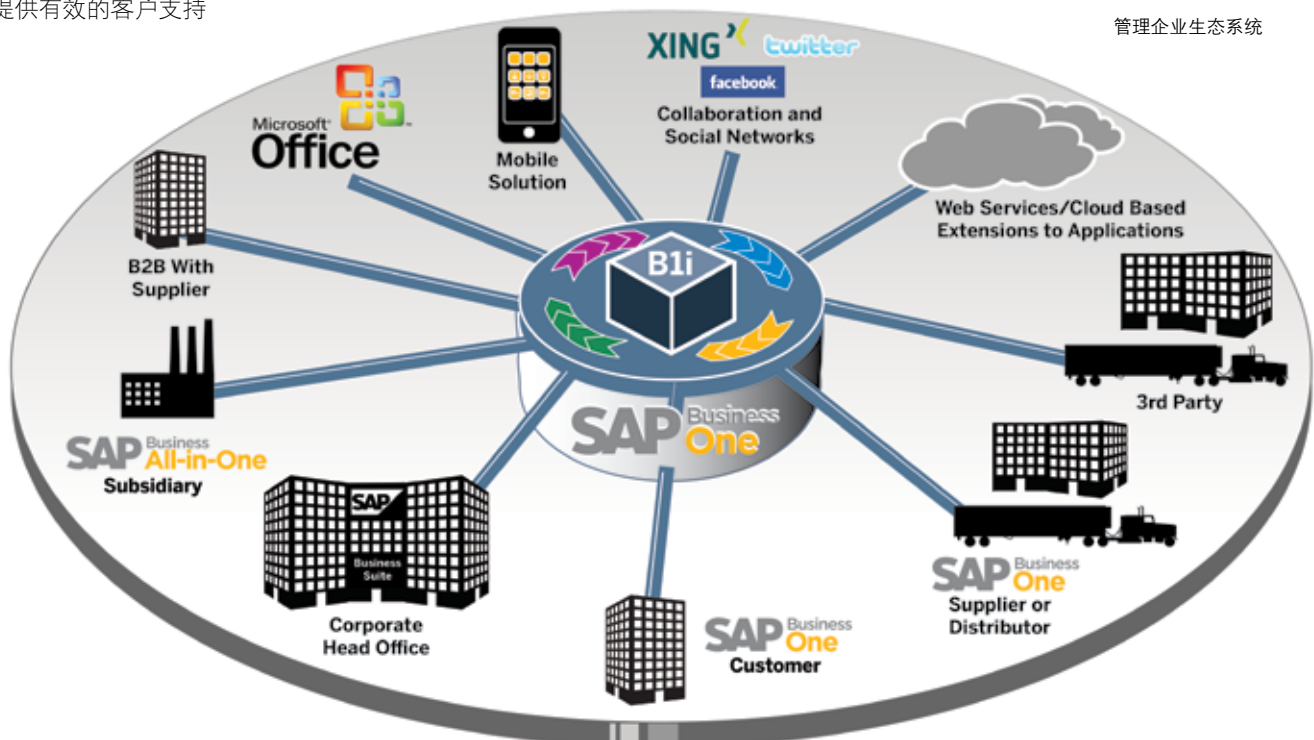 提供有效的客户支持
管理企业生态系统
XING twitter
facebook
Collaboration and
Social Networks
Microsoft
Office
Mobile
Solution
Web Services/Cloud Based
Extensions to Applications
B2B With
Supplier
B1i
3rd Party
SAP Business
All-in-One
Subsidiary
SAP Business
One
SAP
Business
Suite
Corporate
Head Office
SAP Business
One
Customer
SAP Business
One
Supplier or
Distributor